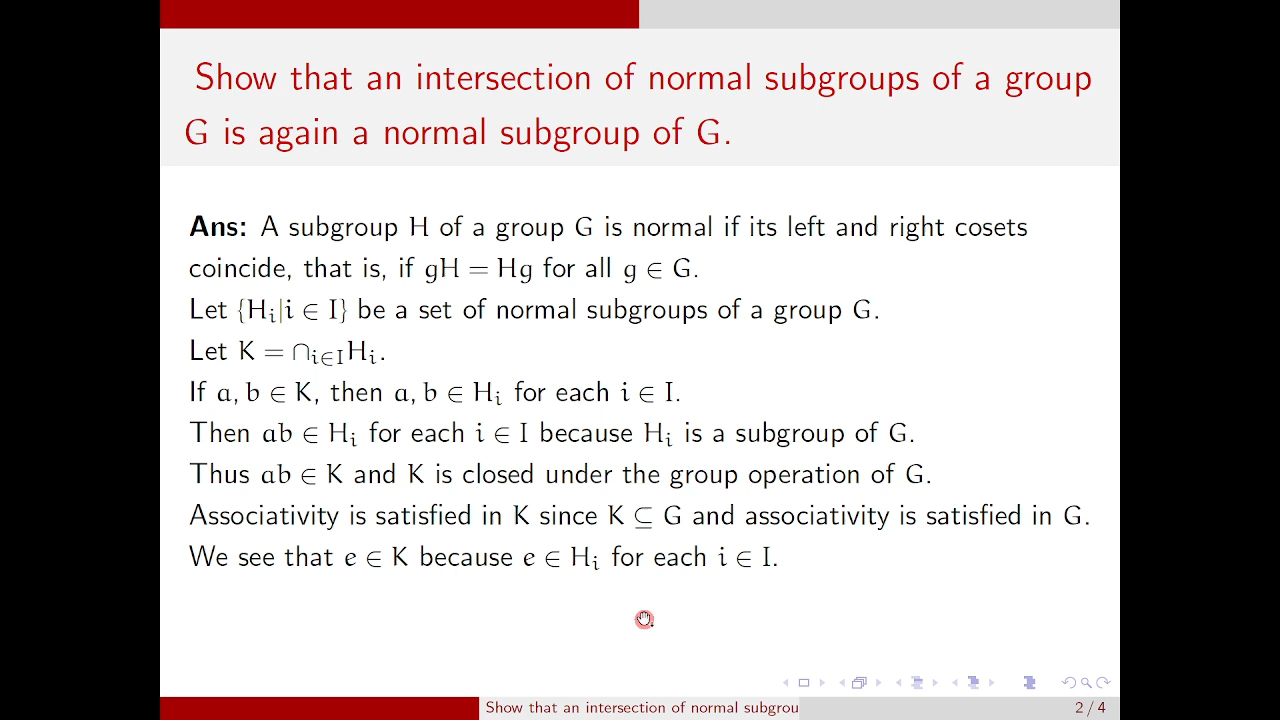 Show that an intersection of normal subgroups of a group
G is again a normal subgroup of G.
Ans: A subgroup H of a group G is normal if its left and right cosets
coincide, that is, if gH = Hg for all g ∈ G.
Let {Hᵢ|i ∈ I} be a set of normal subgroups of a group G.
Let K = ∩ᵢ∈IHᵢ.
If a, b ∈ K, then a, b ∈ Hᵢ for each i ∈ I.
Then ab ∈ Hᵢ for each i ∈ I because Hᵢ is a subgroup of G.
Thus ab ∈ K and K is closed under the group operation of G.
Associativity is satisfied in K since K ⊆ G and associativity is satisfied in G.
We see that e ∈ K because e ∈ Hᵢ for each i ∈ I.
Show that an intersection of normal subgrou
2 / 4